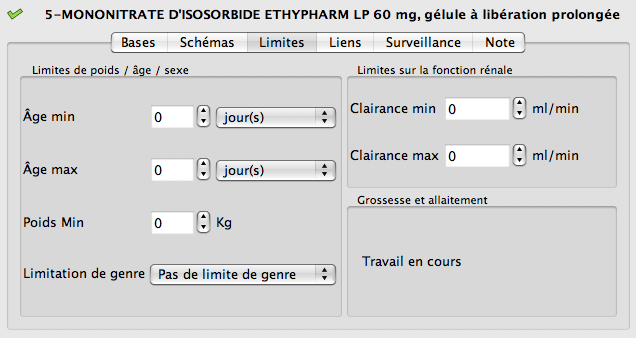 5-MONONITRATE D'ISOSORBIDE ETHYPHARM LP 60 mg, gélule à libération prolongée
Bases Schémas Limites Liens Surveillance Note
Limites de poids / âge / sexe
Âge min 0 jour(s)
Âge max 0 jour(s)
Poids Min 0 Kg
Limitation de genre Pas de limite de genre
Limites sur la fonction rénale
Clairance min 0 ml/min
Clairance max 0 ml/min
Grossesse et allaitement
Travail en cours